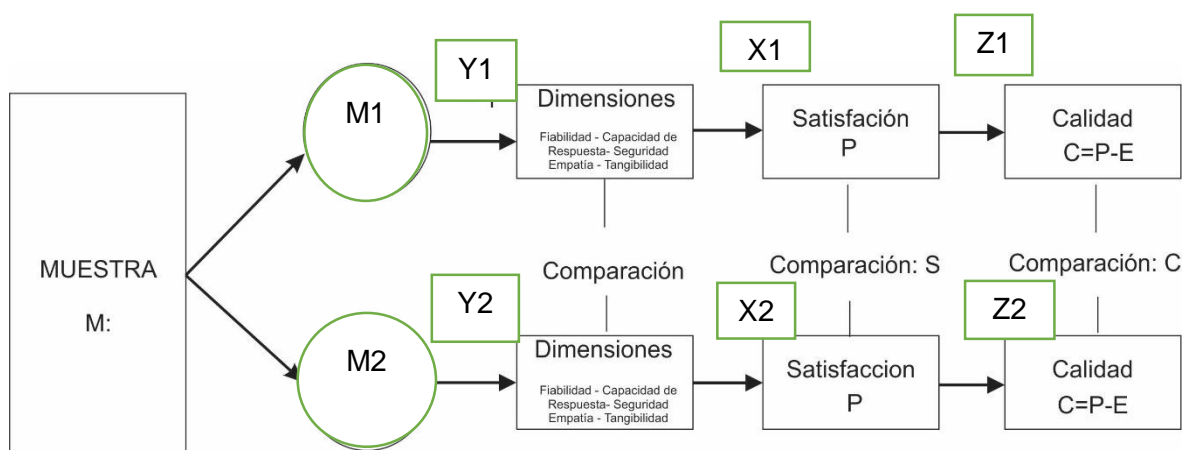 MUESTRA
M:
M1
Y1
Dimensiones
Fiabilidad - Capacidad de
Respuesta- Seguridad
Empatía - Tangibilidad
X1
Satisfación
P
Z1
Calidad
C=P-E
Comparación
Comparación: S
Comparación: C
M2
Y2
Dimensiones
Fiabilidad - Capacidad de
Respuesta- Seguridad
Empatía - Tangibilidad
X2
Satisfaccion
P
Z2
Calidad
C=P-E